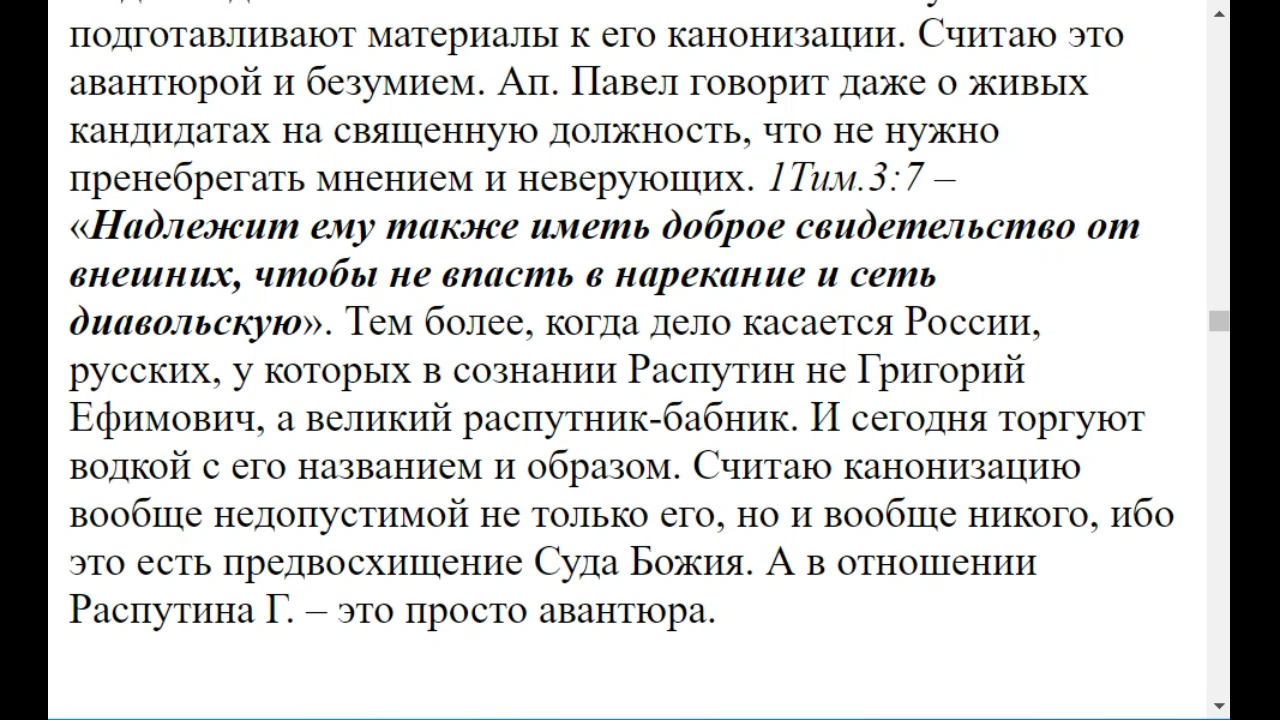 подготавливают материалы к его канонизации. Считаю это
авантюрой и безумием. Ап. Павел говорит даже о живых
кандидатах на священную должность, что не нужно
пренебрегать мнением и неверующих. 1Тим.3:7 –
«Надлежит ему также иметь доброе свидетельство от
внешних, чтобы не впасть в нарекание и сеть
диавольскую». Тем более, когда дело касается России,
русских, у которых в сознании Распутин не Григорий
Ефимович, а великий распутник-бабник. И сегодня торгуют
водкой с его названием и образом. Считаю канонизацию
вообще недопустимой не только его, но и вообще никого, ибо
это есть предвосхищение Суда Божия. А в отношении
Распутина Г. – это просто авантюра.